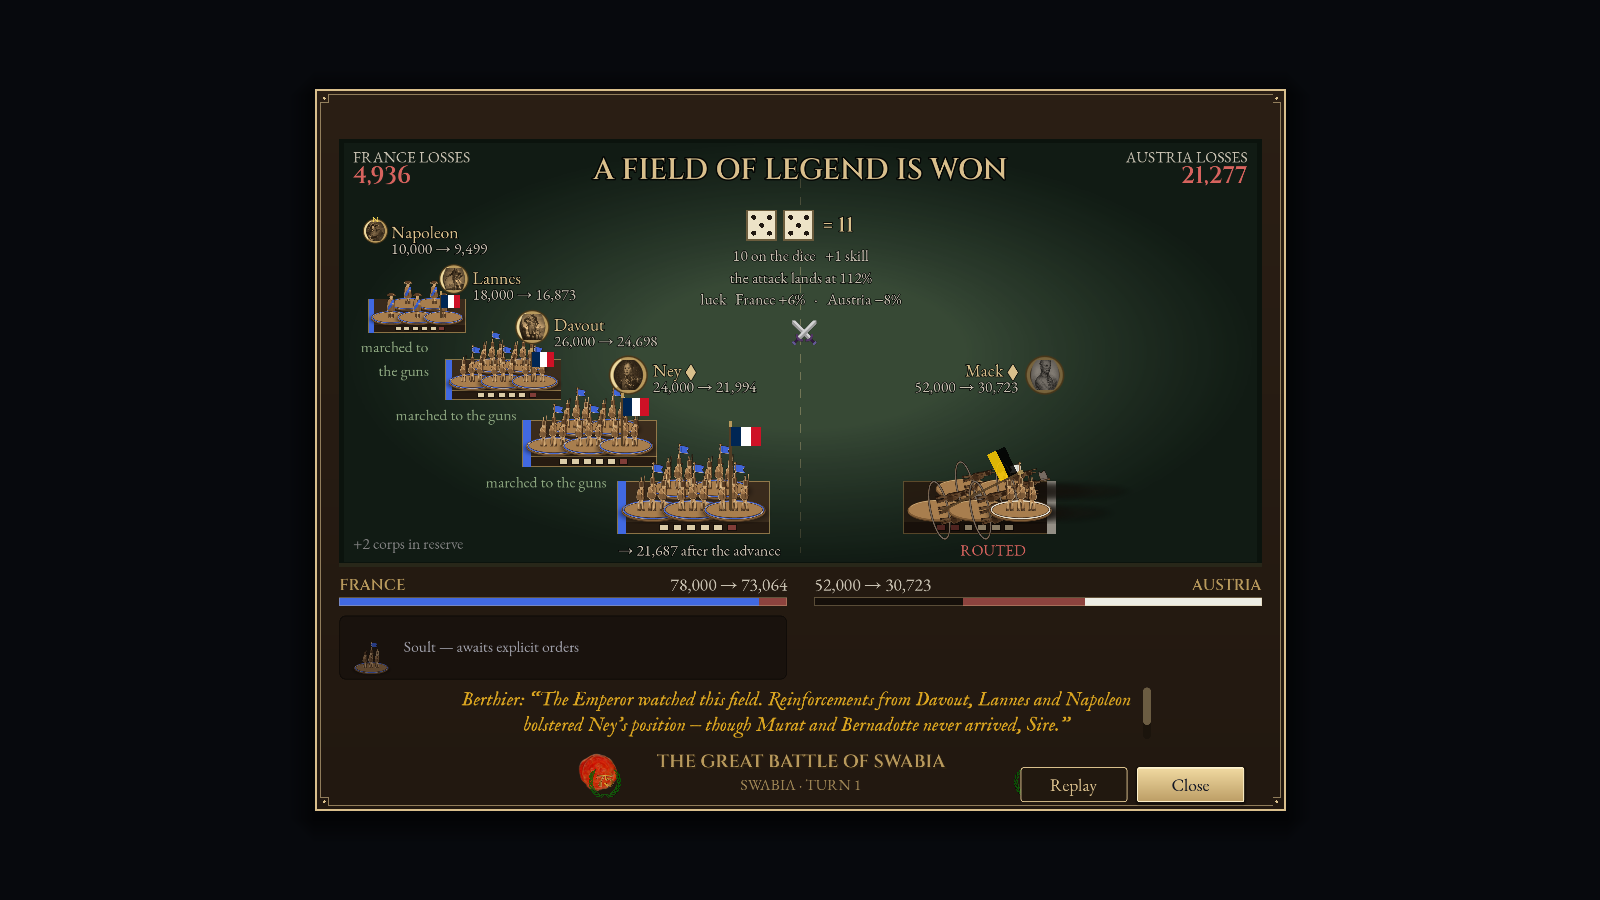 FRANCE LOSSES
4,936
A FIELD OF LEGEND IS WON
AUSTRIA LOSSES
21,277
= 11
10 on the dice +1 skill
the attack lands at 112%
luck France +6% · Austria −8%
N
Napoleon
10,000 → 9,499
Lannes
18,000 → 16,873
marched to
the guns
Davout
26,000 → 24,698
marched to the guns
Ney
24,000 → 21,994
marched to the guns
Mack
52,000 → 30,723
+2 corps in reserve
→ 21,687 after the advance
ROUTED
FRANCE
78,000 → 73,064
52,000 → 30,723
AUSTRIA
Soult — awaits explicit orders
Berthier: “The Emperor watched this field. Reinforcements from Davout, Lannes and Napoleon
bolstered Ney’s position — though Murat and Bernadotte never arrived, Sire.”
THE GREAT BATTLE OF SWABIA
SWABIA · TURN 1
Replay
Close